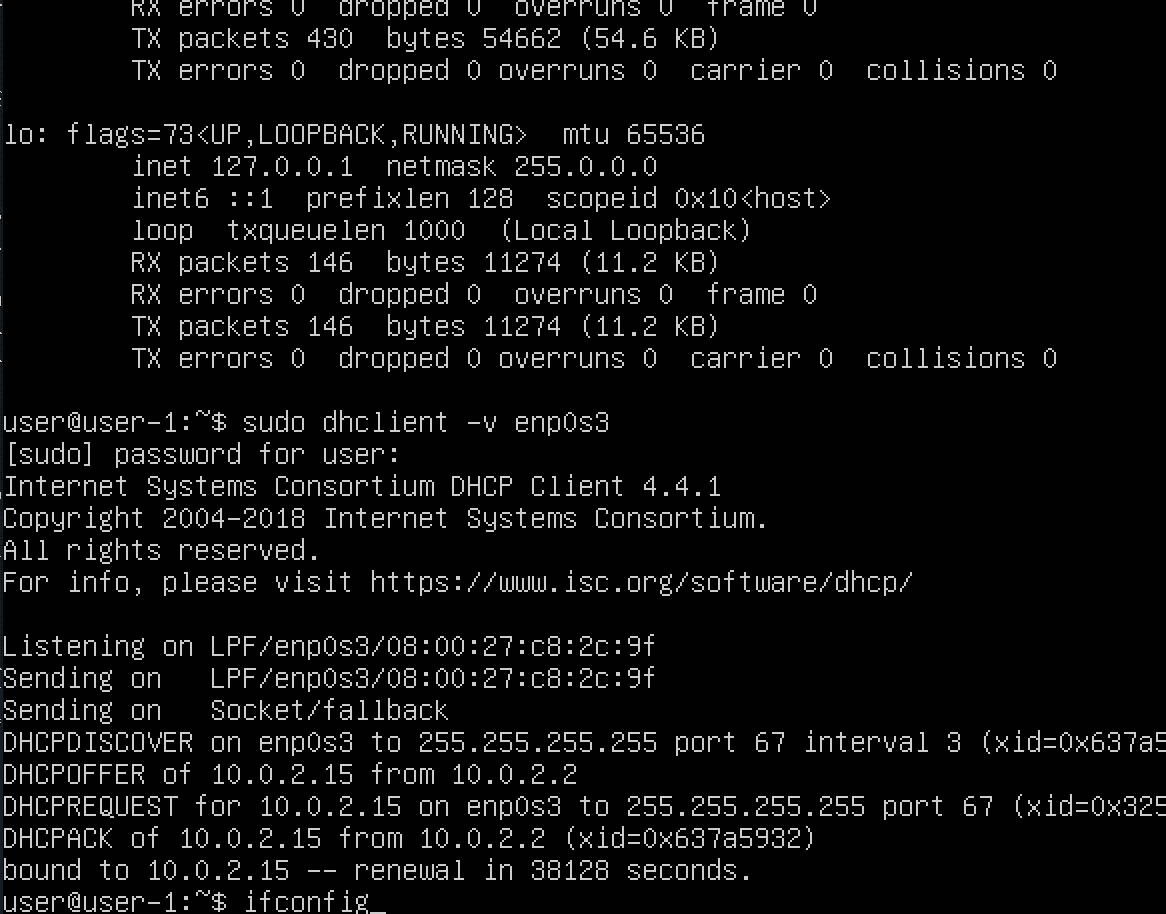 RX errors 0  dropped 0  overruns 0  frame 0
TX packets 430  bytes 54662 (54.6 KB)
TX errors 0  dropped 0 overruns 0  carrier 0  collisions 0
lo: flags=73<UP,LOOPBACK,RUNNING>  mtu 65536
inet 127.0.0.1  netmask 255.0.0.0
inet6 ::1  prefixlen 128  scopeid 0x10<host>
loop  txqueuelen 1000  (Local Loopback)
RX packets 146  bytes 11274 (11.2 KB)
RX errors 0  dropped 0  overruns 0  frame 0
TX packets 146  bytes 11274 (11.2 KB)
TX errors 0  dropped 0 overruns 0  carrier 0  collisions 0
user@user-1:~$ sudo dhclient -v enp0s3
[sudo] password for user:
Internet Systems Consortium DHCP Client 4.4.1
Copyright 2004-2018 Internet Systems Consortium.
All rights reserved.
For info, please visit https://www.isc.org/software/dhcp/
Listening on LPF/enp0s3/08:00:27:c8:2c:9f
Sending on   LPF/enp0s3/08:00:27:c8:2c:9f
Sending on   Socket/fallback
DHCPDISCOVER on enp0s3 to 255.255.255.255 port 67 interval 3 (xid=0x637a5
DHCPOFFER of 10.0.2.15 from 10.0.2.2
DHCPREQUEST for 10.0.2.15 on enp0s3 to 255.255.255.255 port 67 (xid=0x325
DHCPACK of 10.0.2.15 from 10.0.2.2 (xid=0x637a5932)
bound to 10.0.2.15 -- renewal in 38128 seconds.
user@user-1:~$ ifconfig_